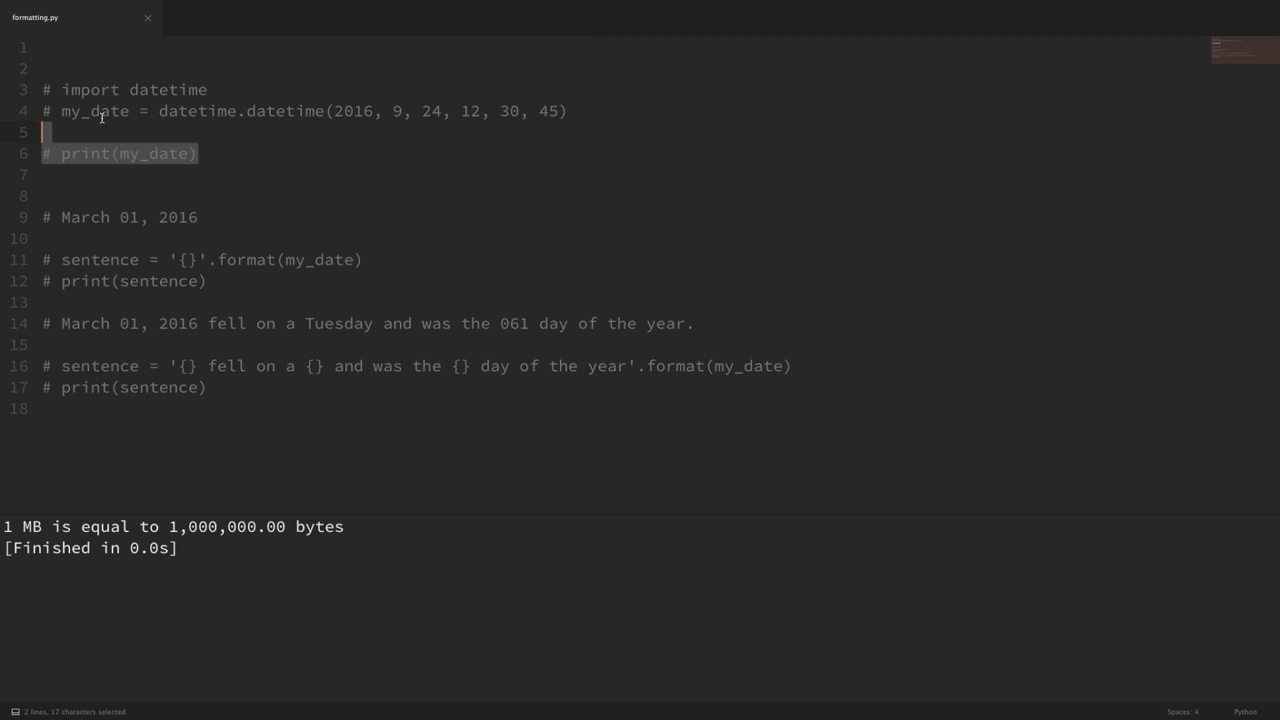 formatting.py ×
1
2
3 # import datetime
4 # my_date = datetime.datetime(2016, 9, 24, 12, 30, 45)
5
6 # print(my_date)
7
8
9 # March 01, 2016
10
11 # sentence = '{}'.format(my_date)
12 # print(sentence)
13
14 # March 01, 2016 fell on a Tuesday and was the 061 day of the year.
15
16 # sentence = '{} fell on a {} and was the {} day of the year'.format(my_date)
17 # print(sentence)
18
1 MB is equal to 1,000,000.00 bytes
[Finished in 0.0s]
2 lines, 17 characters selected
Spaces: 4
Python